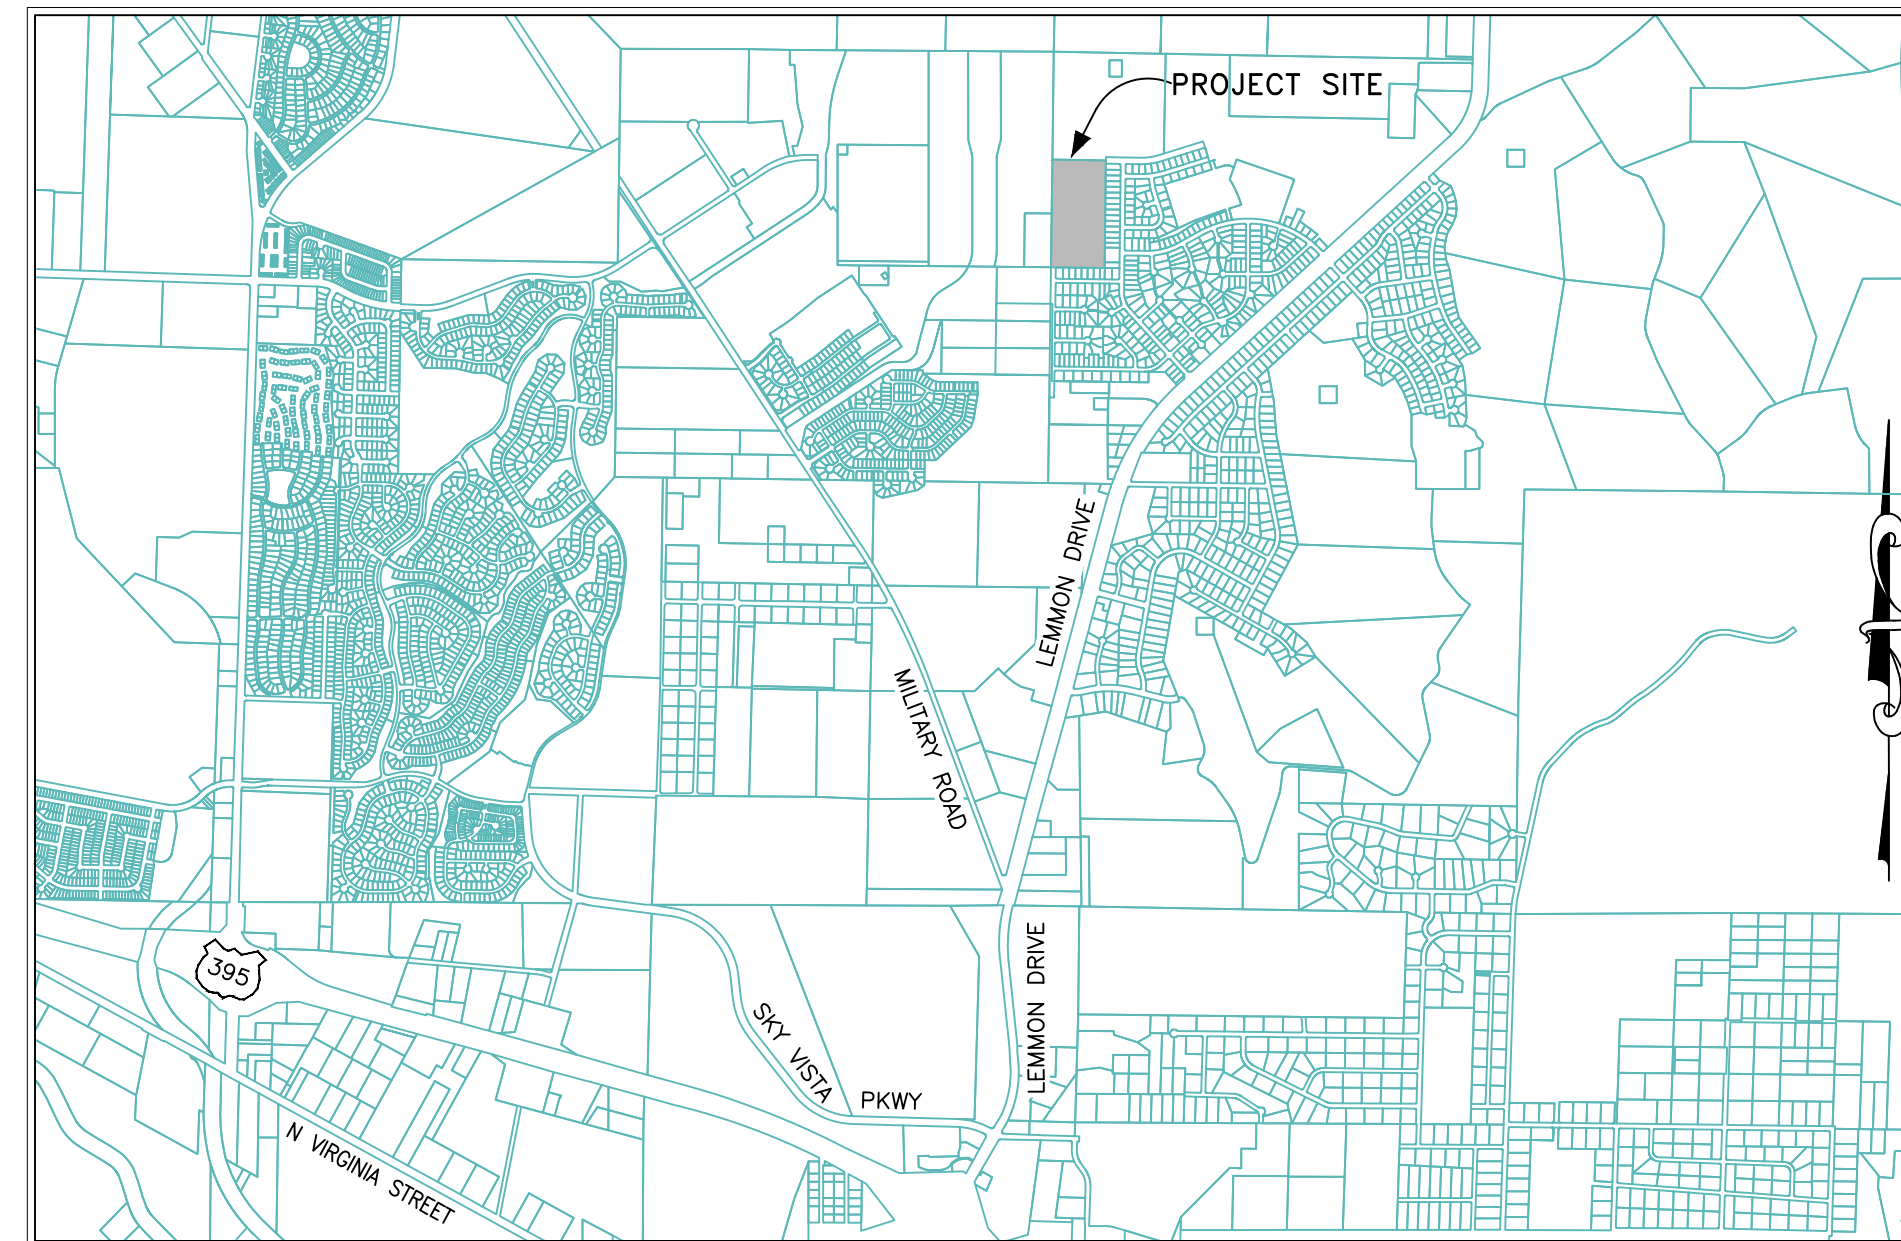 PROJECT SITE
LEMMON DRIVE
MILITARY ROAD
LEMMON DRIVE
395
SKY VISTA PKWY
N VIRGINIA STREET